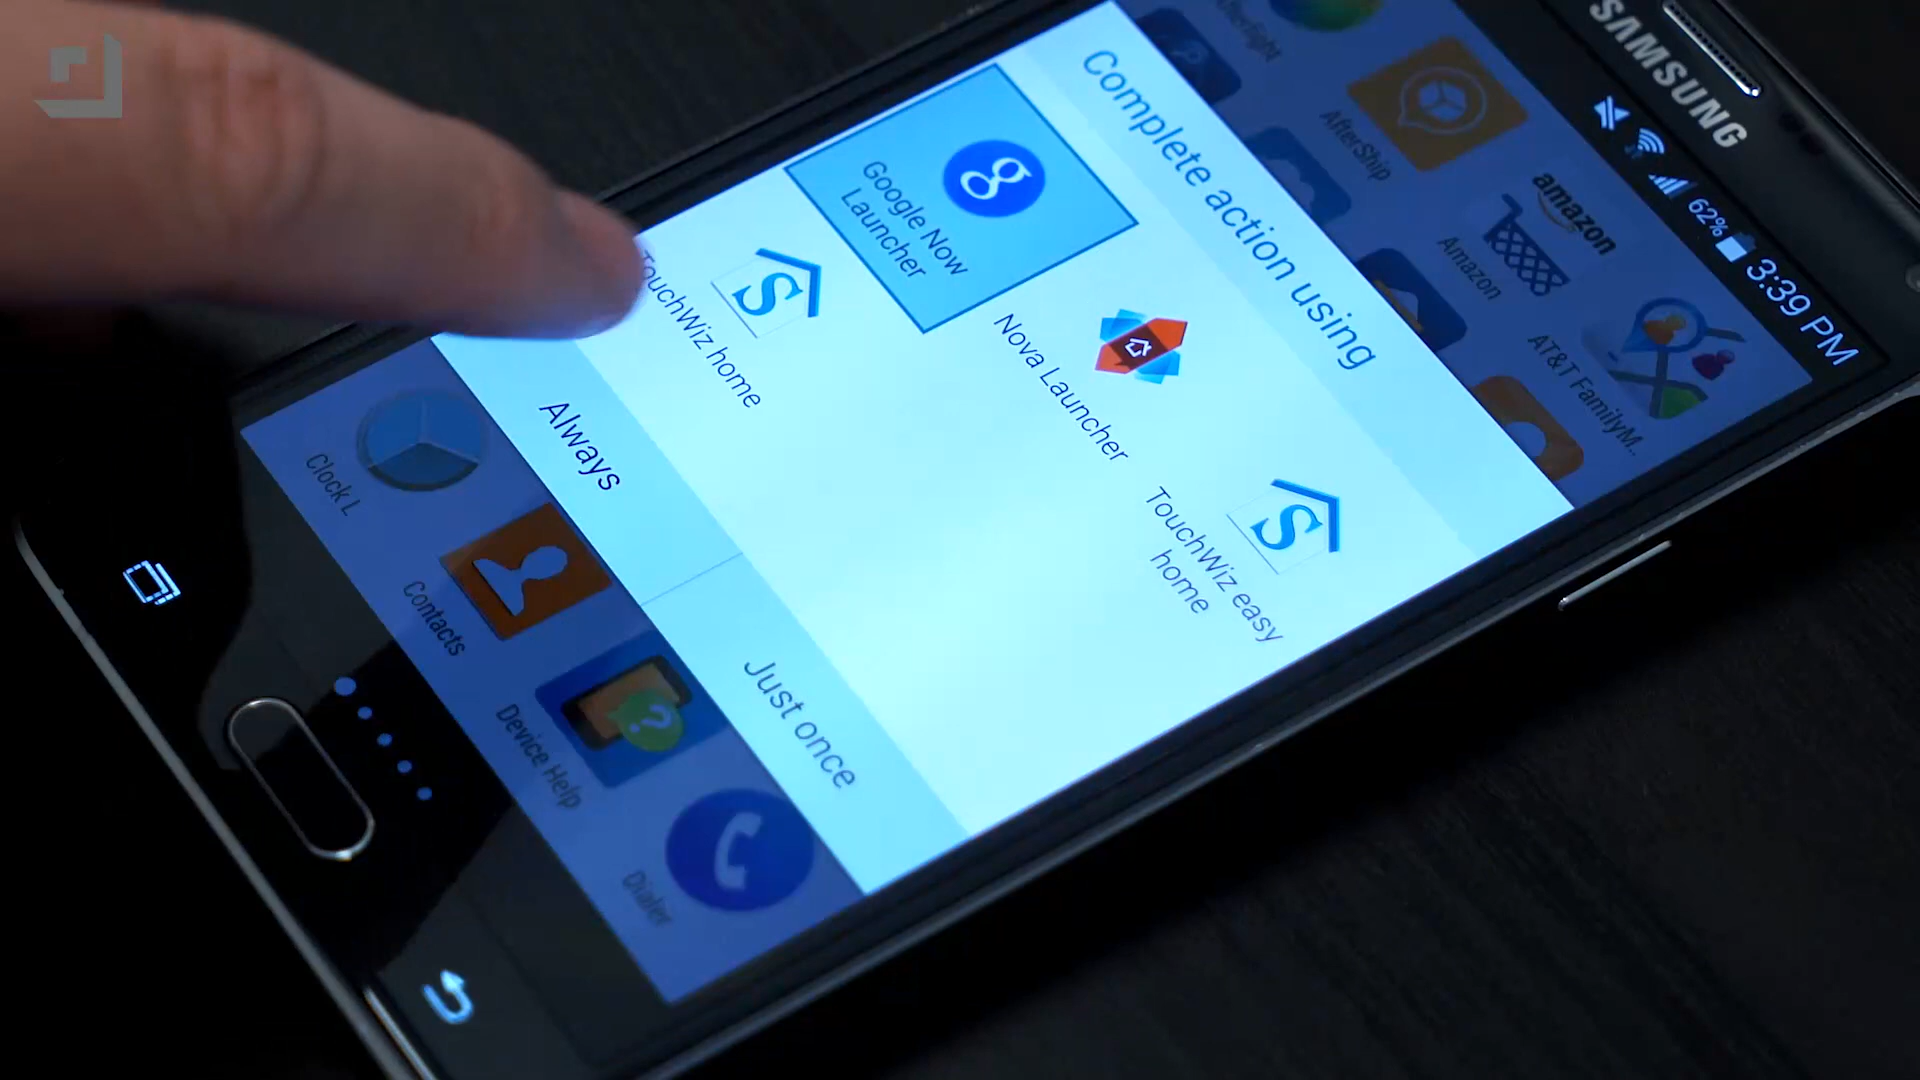 SAMSUNG
62% 3:39 PM
AfterShip
amazon
Amazon
AT&T FamilyM..
Complete action using
Google Now
Launcher
Nova Launcher
TouchWiz home
TouchWiz easy
home
Always
Just once
Clock L
Contacts
Device Help
Dialer